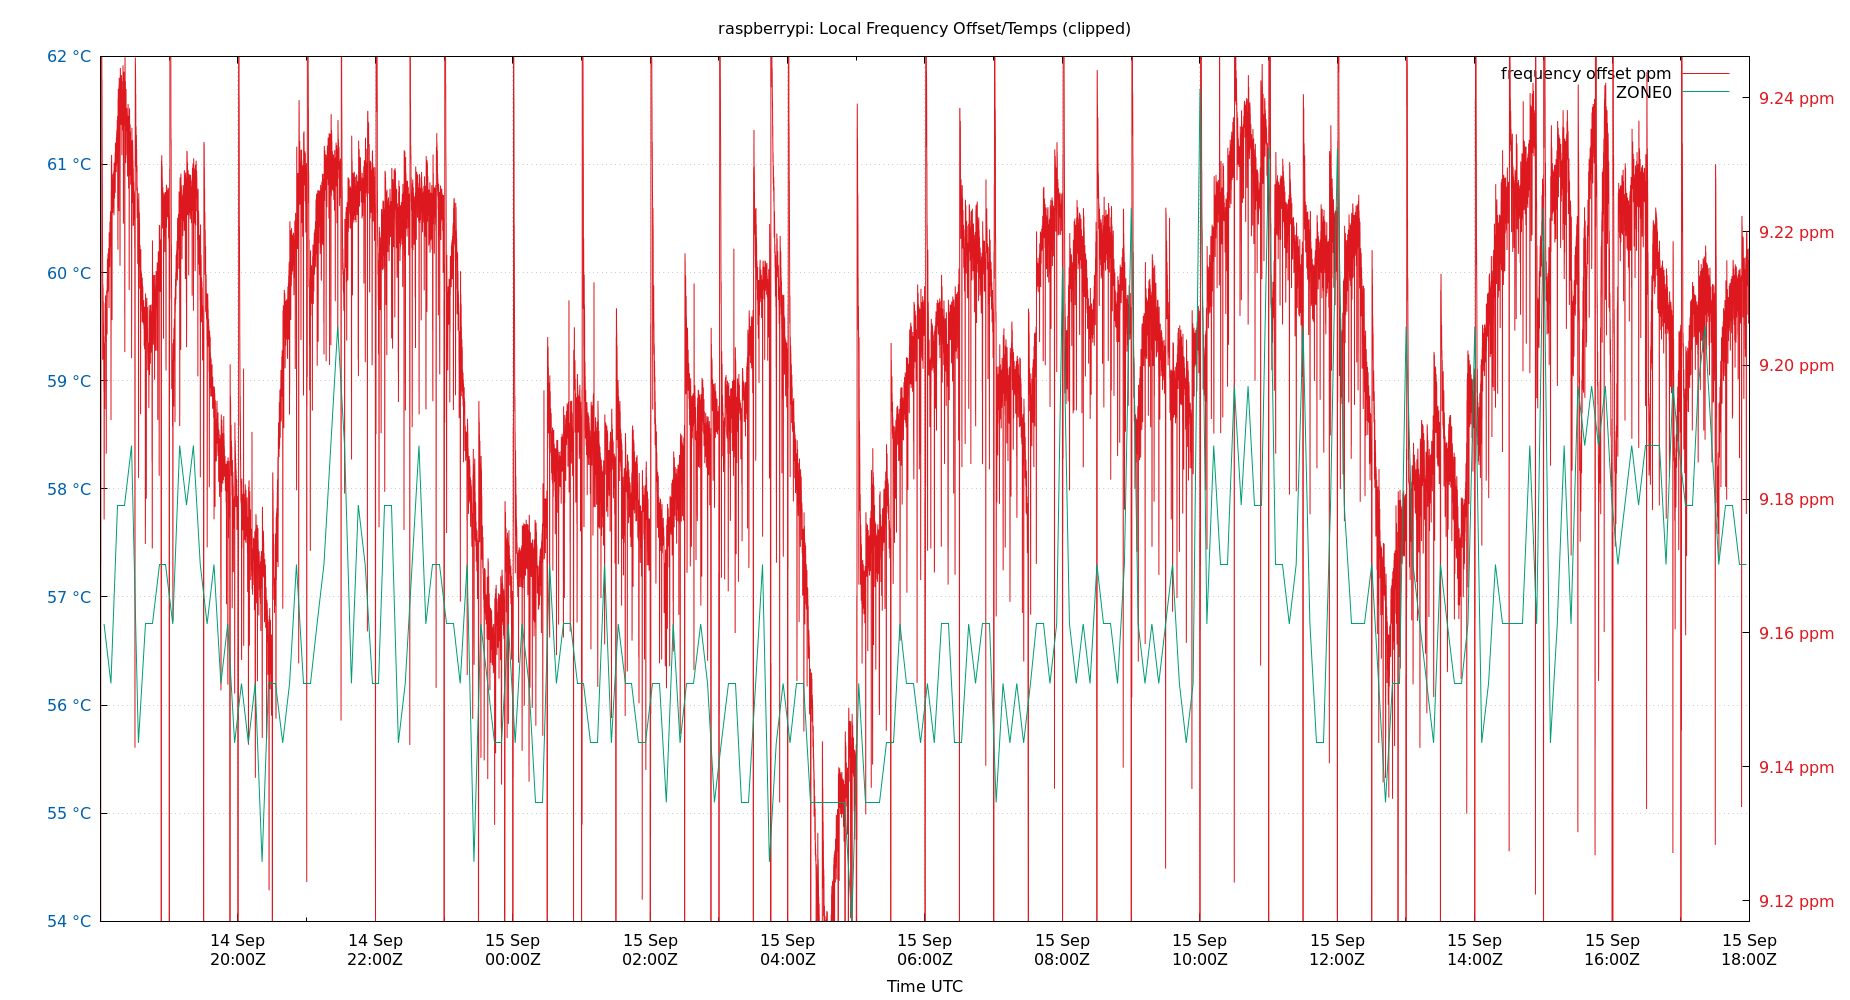 raspberrypi: Local Frequency Offset/Temps (clipped)
frequency offset ppm
ZONE0
62 °C
61 °C
60 °C
59 °C
58 °C
57 °C
56 °C
55 °C
54 °C
9.24 ppm
9.22 ppm
9.20 ppm
9.18 ppm
9.16 ppm
9.14 ppm
9.12 ppm
14 Sep
20:00Z
14 Sep
22:00Z
15 Sep
00:00Z
15 Sep
02:00Z
15 Sep
04:00Z
15 Sep
06:00Z
15 Sep
08:00Z
15 Sep
10:00Z
15 Sep
12:00Z
15 Sep
14:00Z
15 Sep
16:00Z
15 Sep
18:00Z
Time UTC